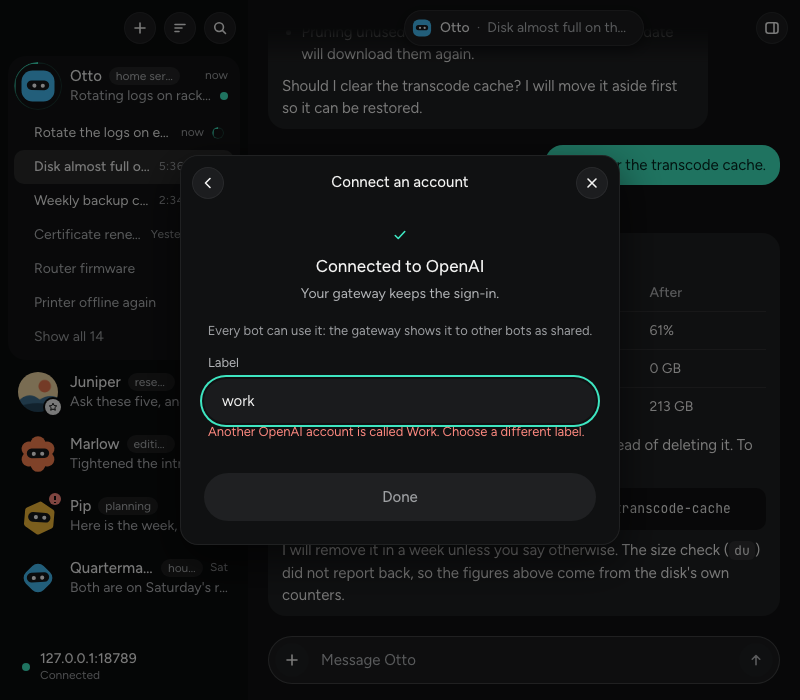 Otto · Disk almost full on th...
Otto home ser... now
Rotating logs on rack...
Rotate the logs on e... now
Disk almost full o... 5:36
Weekly backup c... 2:34
Certificate rene... Yeste
Router firmware
Printer offline again
Show all 14
Juniper rese...
Ask these five, an
Marlow editi...
Tightened the int
Pip planning
Here is the week,
Quarterma... hou... Sat
Both are on Saturday's r...
127.0.0.1:18789
Connected
Pruning unused
will download them again.
Should I clear the transcode cache? I will move it aside first
so it can be restored.
the transcode cache.
Connect an account
Connected to OpenAI
Your gateway keeps the sign-in.
Every bot can use it: the gateway shows it to other bots as shared.
Label
work
Another OpenAI account is called Work. Choose a different label.
Done
After
61%
0 GB
213 GB
ead of deleting it. To
transcode-cache
I will remove it in a week unless you say otherwise. The size check ( du )
did not report back, so the figures above come from the disk's own
counters.
Message Otto